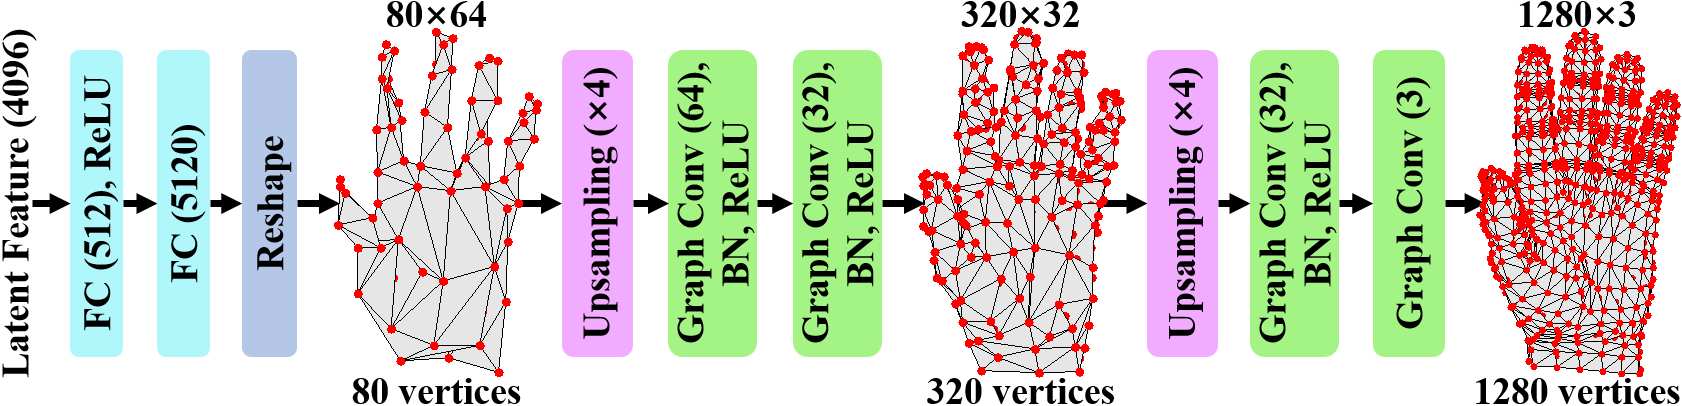 Latent Feature (4096)
FC (512), ReLU
FC (5120)
Reshape
80×64
80 vertices
Upsampling (×4)
Graph Conv (64),
BN, ReLU
Graph Conv (32),
BN, ReLU
320×32
320 vertices
Upsampling (×4)
Graph Conv (32),
BN, ReLU
Graph Conv (3)
1280×3
1280 vertices